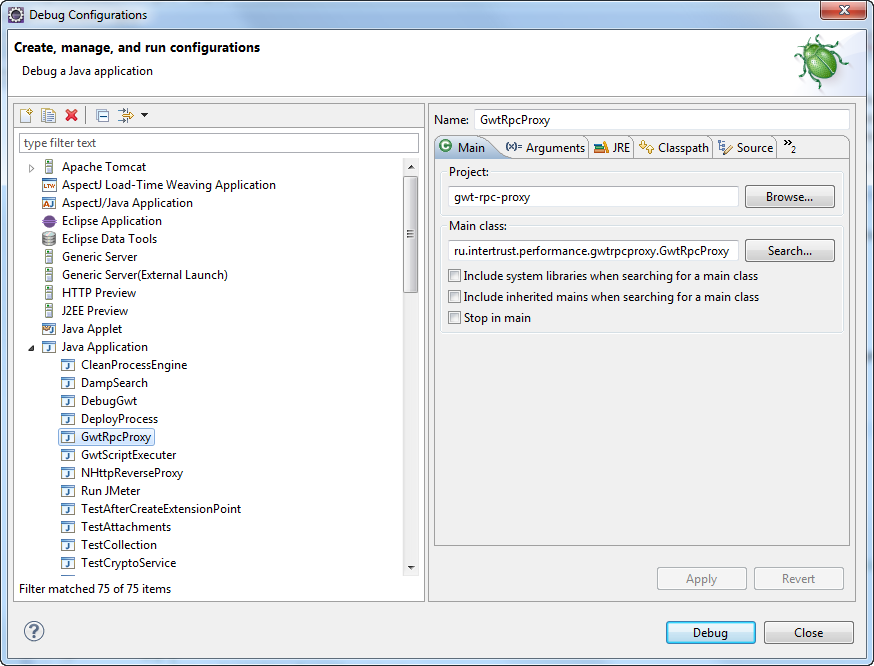 Debug Configurations
Create, manage, and run configurations
Debug a Java application
type filter text
Apache Tomcat
AspectJ Load-Time Weaving Application
AspectJ/Java Application
Eclipse Application
Eclipse Data Tools
Generic Server
Generic Server(External Launch)
HTTP Preview
J2EE Preview
Java Applet
Java Application
CleanProcessEngine
DampSearch
DebugGwt
DeployProcess
GwtRpcProxy
GwtScriptExecuter
NHttpReverseProxy
Run JMeter
TestAfterCreateExtensionPoint
TestAttachments
TestCollection
TestCryptoService
Filter matched 75 of 75 items
Name: GwtRpcProxy
Main (x)= Arguments JRE Classpath Source »2
Project:
gwt-rpc-proxy Browse...
Main class:
ru.intertrust.performance.gwtrpcproxy.GwtRpcProxy Search...
Include system libraries when searching for a main class
Include inherited mains when searching for a main class
Stop in main
Apply Revert
Debug Close